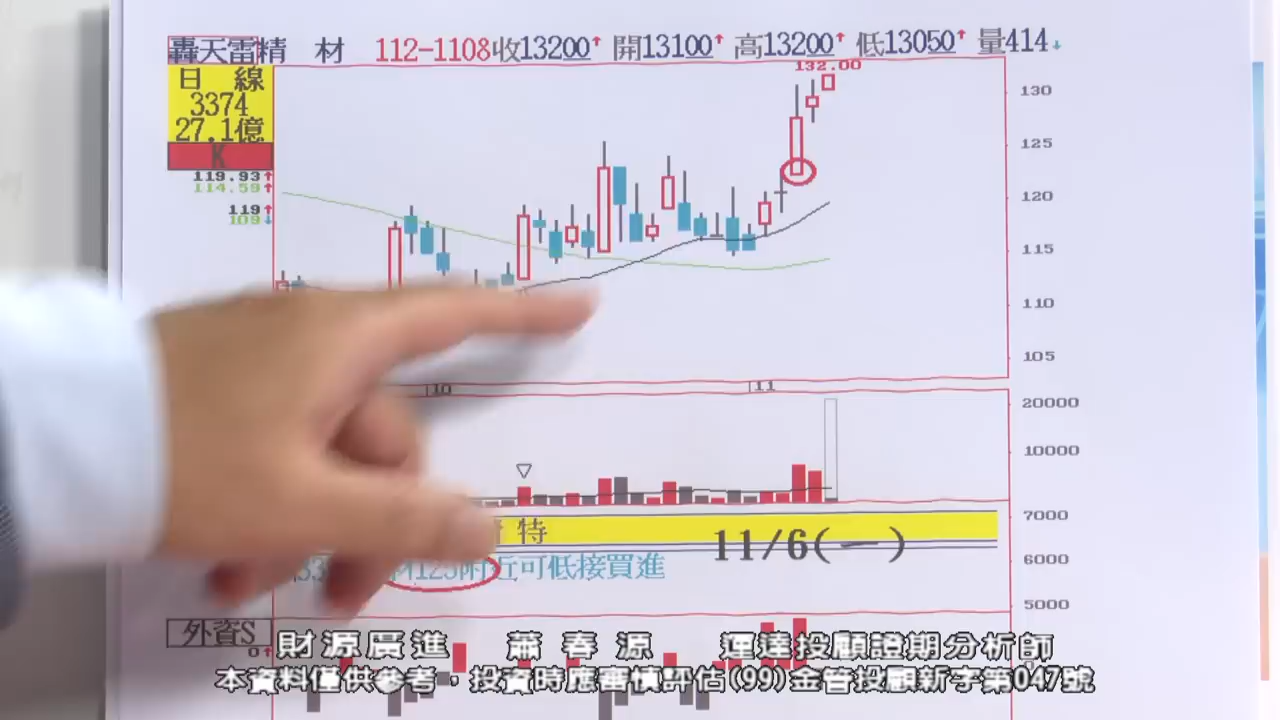 轟天雷精 材 112-1108收13200↑ 開13100↑ 高13200↑ 低13050↑ 量414↓
日 線
3374
27.1億
K
119.93↑
114.59↑
119↑
109↓
132.00
130
125
120
115
110
105
10
11
20000
10000
特
11/6(一)
7000
6000
5000
附近可低接買進
外資S
0↑
財源廣進 蕭春源 運達投顧證期分析師
本資料僅供參考，投資時應審慎評估(99)金管投顧新字第047號